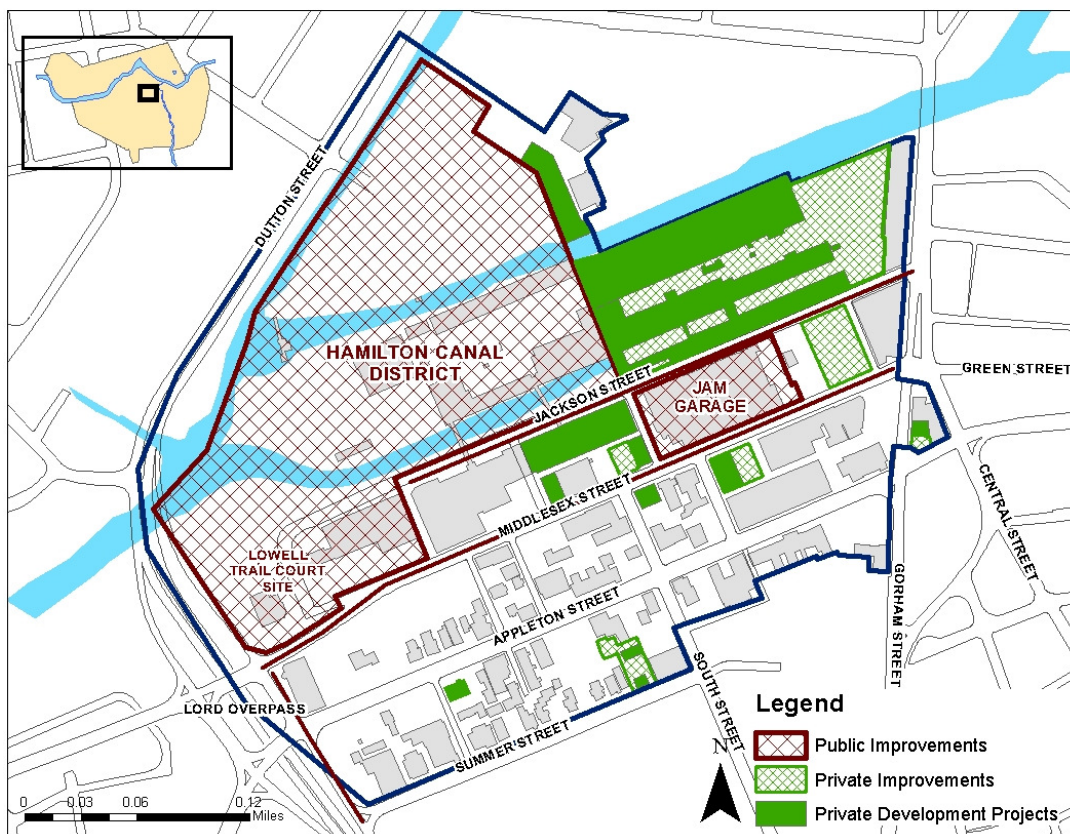 DUTTON STREET
HAMILTON CANAL
DISTRICT
JACKSON STREET
JAM
GARAGE
GREEN STREET
MIDDLESEX STREET
CENTRAL STREET
LOWELL
TRAIL COURT
SITE
APPLETON STREET
GORHAM STREET
LORD OVERPASS
SOUTH STREET
SUMMER STREET
Legend
N
Public Improvements
Private Improvements
Private Development Projects
0 0.03 0.06 0.12
Miles